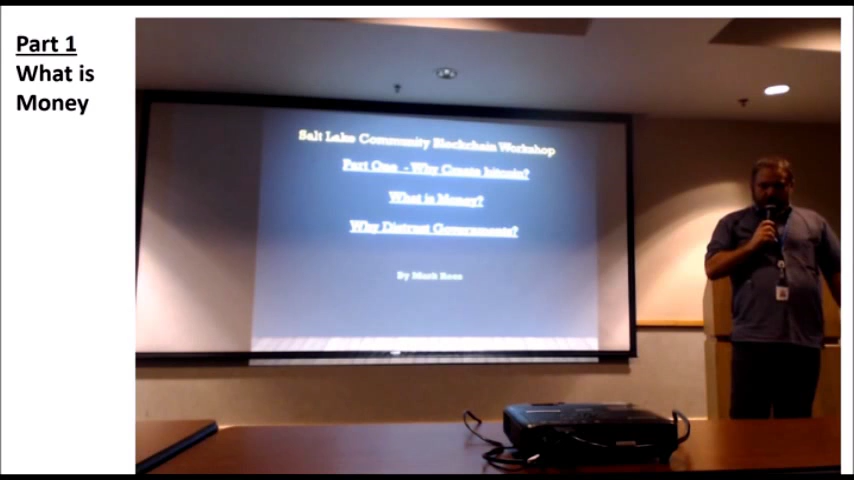 Part 1
What is
Money
Salt Lake Community Blockchain Workshop
Part One - Why Create bitcoin?
What is Money?
Why Distrust Governments?
By Mark